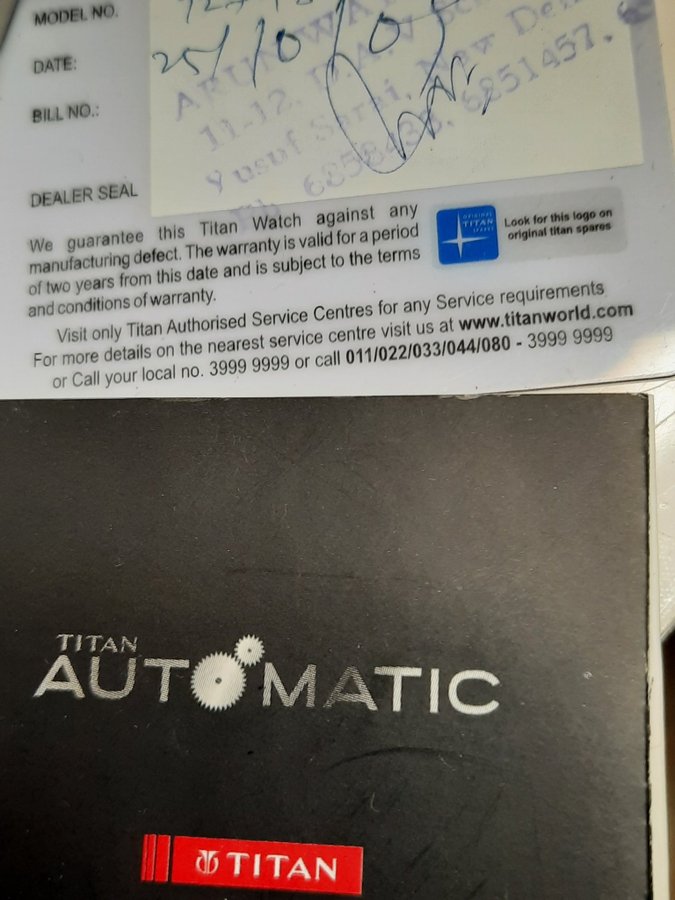 MODEL NO.
DATE: 25/10/05
BILL NO.:
11-12, D.A.V
Yusuf Sarai, New Delhi
6251457,
DEALER SEAL
We guarantee this Titan Watch against any
manufacturing defect. The warranty is valid for a period
of two years from this date and is subject to the terms
and conditions of warranty.
ORIGINAL
TITAN
SPARES
Look for this logo on
original titan spares
Visit only Titan Authorised Service Centres for any Service requirements
For more details on the nearest service centre visit us at www.titanworld.com
or Call your local no. 3999 9999 or call 011/022/033/044/080 - 3999 9999
TITAN
AUTOMATIC
TITAN